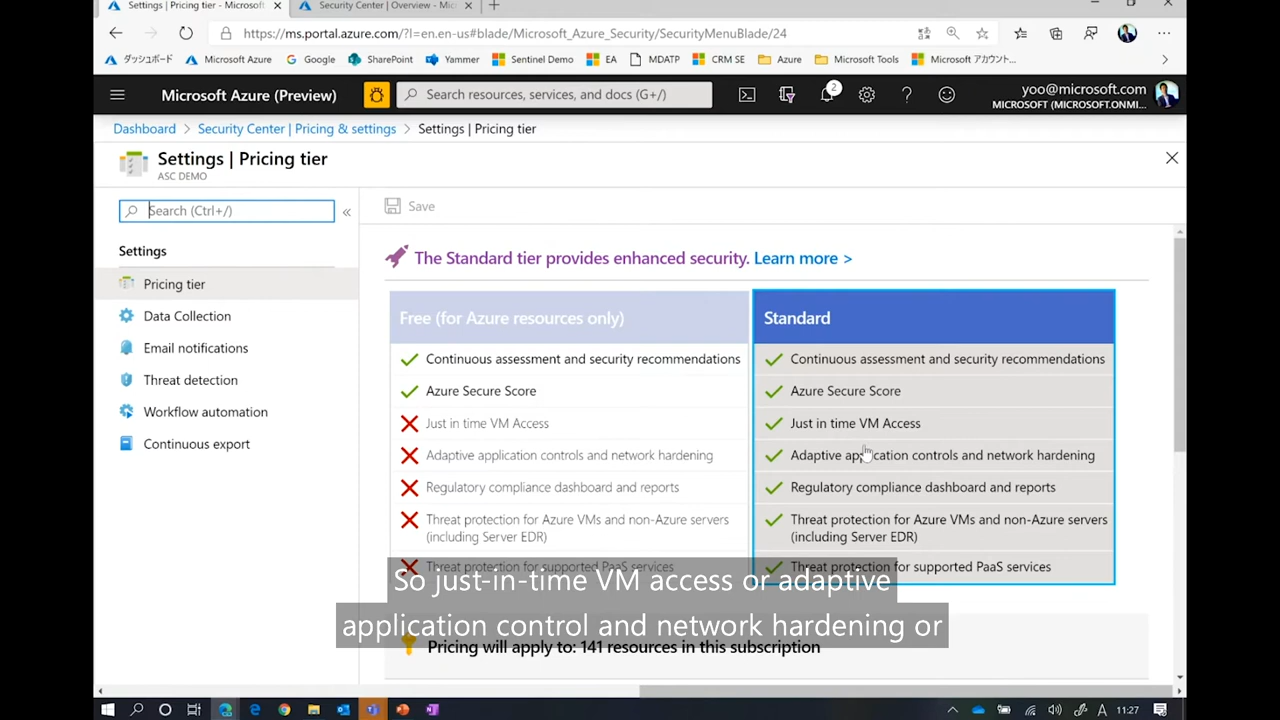 Settings | Pricing tier - Microsof
Security Center | Overview - Mic
https://ms.portal.azure.com/?l=en.en-us#blade/Microsoft_Azure_Security/SecurityMenuBlade/24
ダッシュボード
Microsoft Azure
Google
SharePoint
Yammer
Sentinel Demo
EA
MDATP
CRM SE
Azure
Microsoft Tools
Microsoft アカウント...
Microsoft Azure (Preview)
Search resources, services, and docs (G+/)
2
yoo@microsoft.com
MICROSOFT (MICROSOFT.ONMI...
Dashboard > Security Center | Pricing & settings > Settings | Pricing tier
Settings | Pricing tier
ASC DEMO
Search (Ctrl+/)
«
Save
Settings
Pricing tier
Data Collection
Email notifications
Threat detection
Workflow automation
Continuous export
The Standard tier provides enhanced security. Learn more >
Free (for Azure resources only)
Continuous assessment and security recommendations
Azure Secure Score
Just in time VM Access
Adaptive application controls and network hardening
Regulatory compliance dashboard and reports
Threat protection for Azure VMs and non-Azure servers
(including Server EDR)
Threat protection for supported PaaS services
Standard
Continuous assessment and security recommendations
Azure Secure Score
Just in time VM Access
Adaptive application controls and network hardening
Regulatory compliance dashboard and reports
Threat protection for Azure VMs and non-Azure servers
(including Server EDR)
Threat protection for supported PaaS services
So just-in-time VM access or adaptive
application control and network hardening or
Pricing will apply to: 141 resources in this subscription
A
11:27